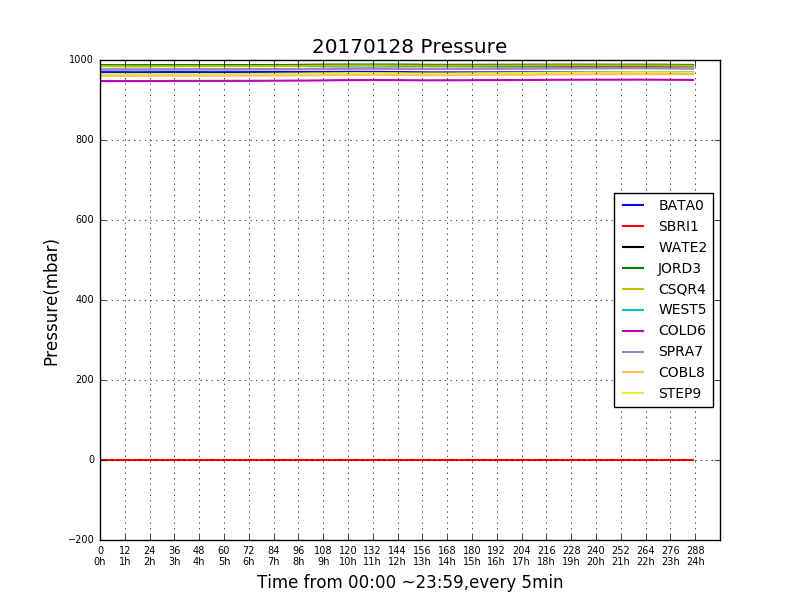 20170128 Pressure
1000
800
600
400
200
0
−200
Pressure(mbar)
BATA0
SBRI1
WATE2
JORD3
CSQR4
WEST5
COLD6
SPRA7
COBL8
STEP9
0 12 24 36 48 60 72 84 96 108 120 132 144 156 168 180 192 204 216 228 240 252 264 276 288
0h 1h 2h 3h 4h 5h 6h 7h 8h 9h 10h 11h 12h 13h 14h 15h 16h 17h 18h 19h 20h 21h 22h 23h 24h
Time from 00:00 ~23:59,every 5min